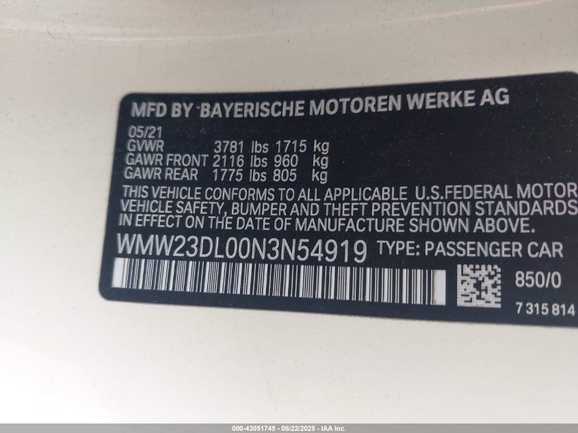 MFD BY BAYERISCHE MOTOREN WERKE AG
05/21
GVWR 3781 lbs 1715 kg
GAWR FRONT 2116 lbs 960 kg
GAWR REAR 1775 lbs 805 kg
THIS VEHICLE CONFORMS TO ALL APPLICABLE U.S.FEDERAL MOTOR
VEHICLE SAFETY, BUMPER AND THEFT PREVENTION STANDARDS
IN EFFECT ON THE DATE OF MANUFACTURE SHOWN ABOVE.
WMW23DL00N3N54919 TYPE: PASSENGER CAR
850/0
7 315 814
000-43051745 - 08/22/2025 - IAA Inc.